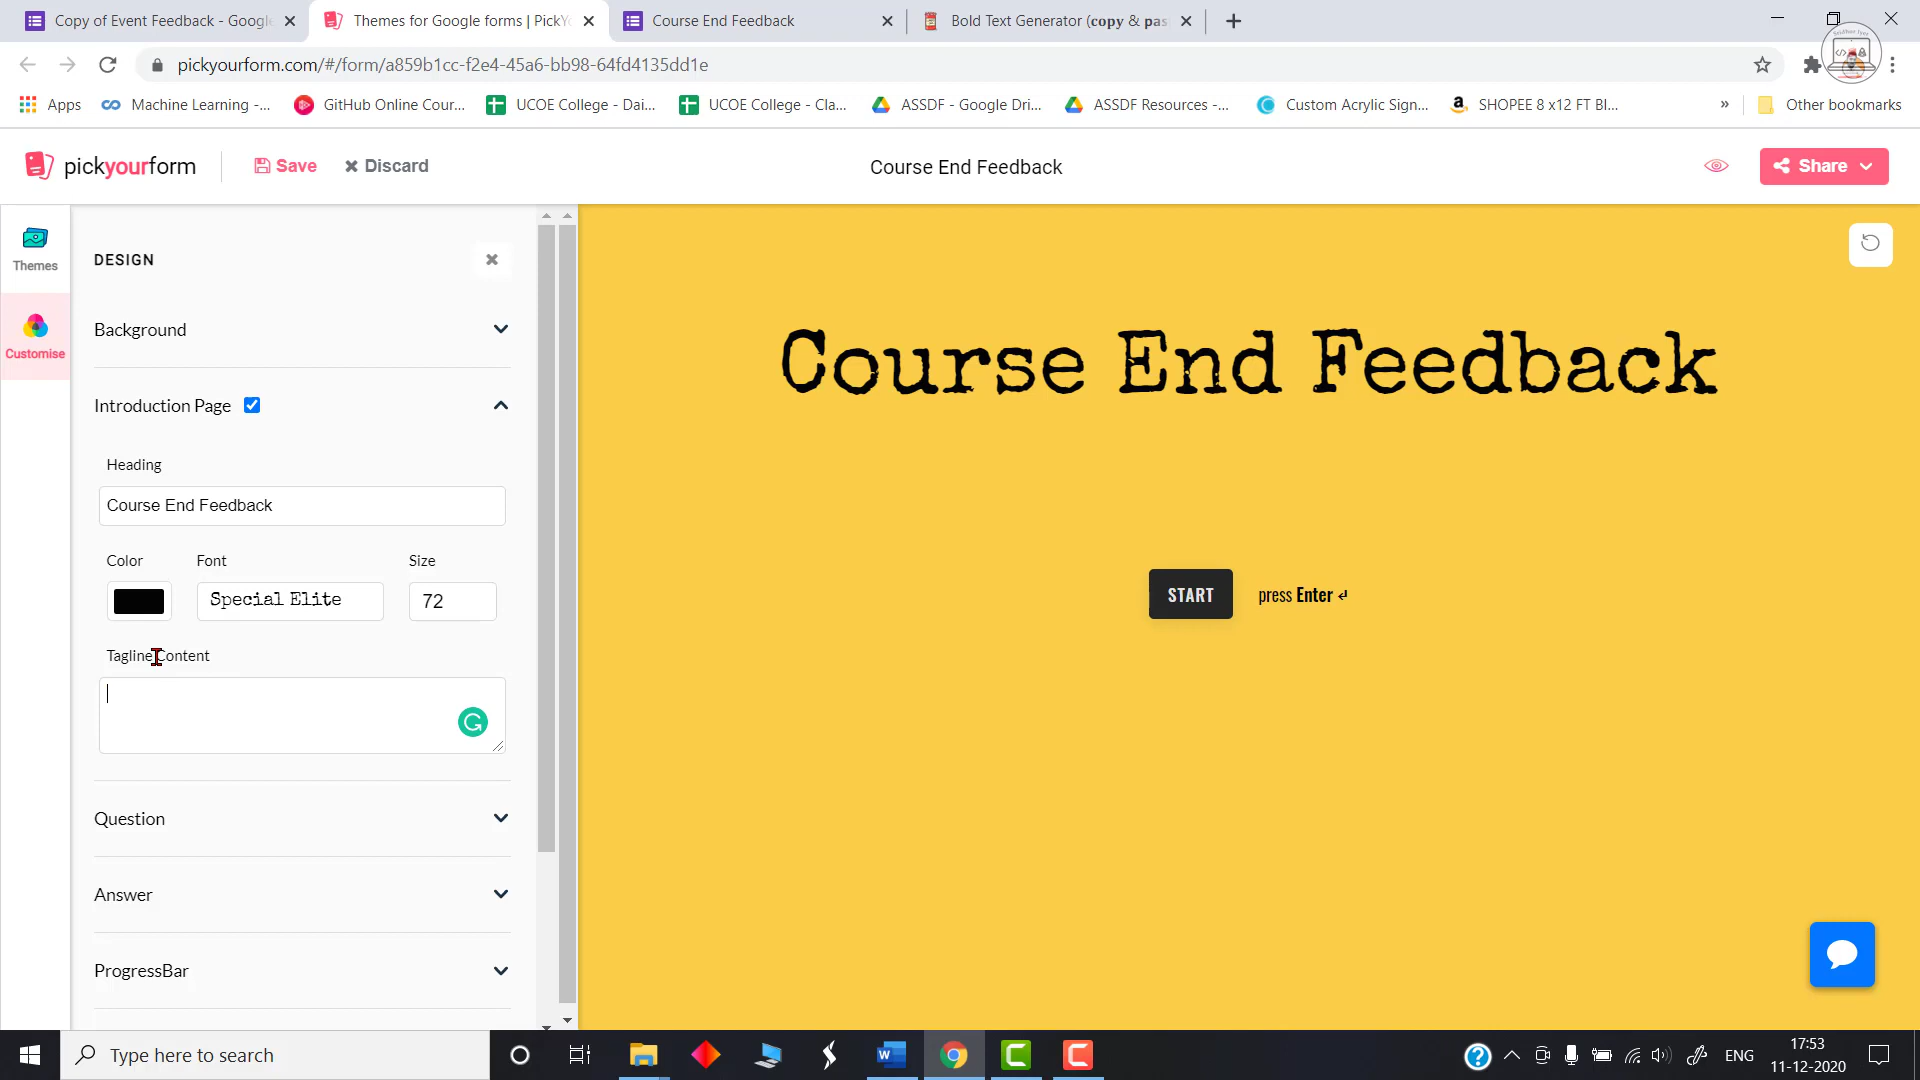 Copy of Event Feedback - Google
Themes for Google forms | PickYo
Course End Feedback
Bold Text Generator (copy & pas
pickyourform.com/#/form/a859b1cc-f2e4-45a6-bb98-64fd4135dd1e
Apps
Machine Learning -...
GitHub Online Cour...
UCOE College - Dai...
UCOE College - Cla...
ASSDF - Google Dri...
ASSDF Resources -...
Custom Acrylic Sign...
SHOPEE 8 x12 FT Bl...
»
Other bookmarks
pickyourform
Save
Discard
Course End Feedback
Share
Themes
Customise
DESIGN
Background
Introduction Page
Heading
Course End Feedback
Color
Font
Size
Special Elite
72
Tagline Content
Question
Answer
ProgressBar
Course End Feedback
START
press Enter ↵
Type here to search
ENG
17:53
11-12-2020